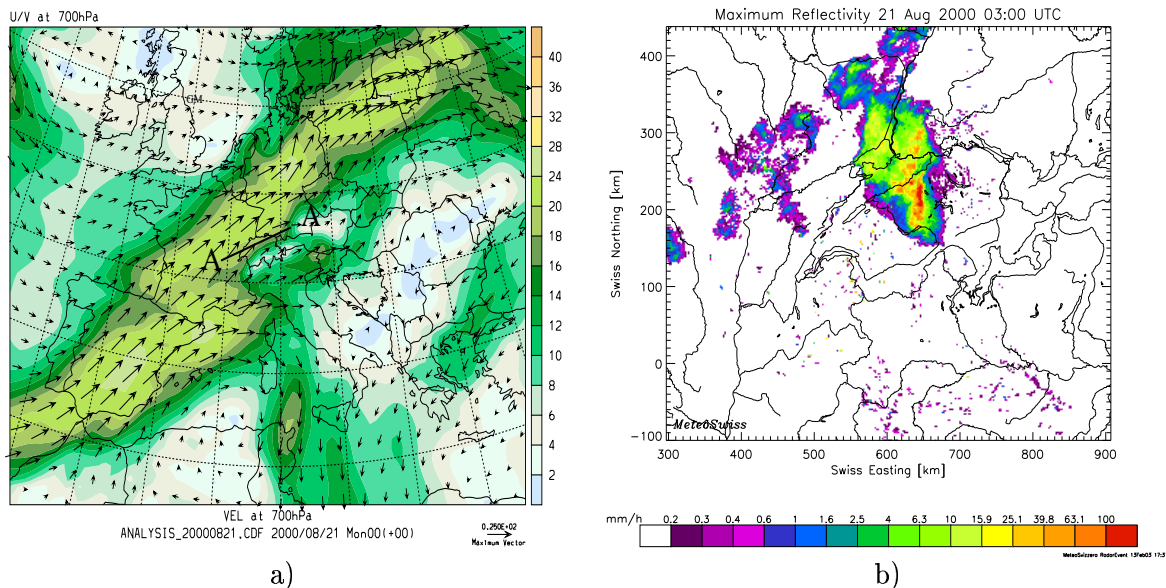 U/V at 700hPa
GM
A
A
40
36
32
28
24
20
19
18
16
14
12
10
8
6
4
2
VEL at 700hPa
ANALYSIS_20000821.CDF 2000/08/21 Mon00(+00)
0.250E+02
Maximum Vector
a)
Maximum Reflectivity 21 Aug 2000 03:00 UTC
Swiss Northing [km]
400
300
200
100
0
−100
MeteoSwiss
300 400 500 600 700 800 900
Swiss Easting [km]
mm/h 0.2 0.3 0.4 0.6 1 1.6 2.5 4 6.3 10 15.9 25.1 39.8 63.1 100
b)